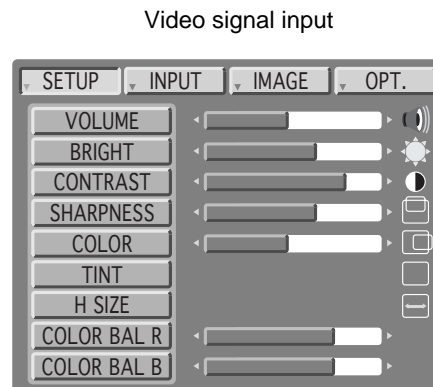 Video signal input
SETUP INPUT IMAGE OPT.
VOLUME
BRIGHT
CONTRAST
SHARPNESS
COLOR
TINT
H SIZE
COLOR BAL R
COLOR BAL B